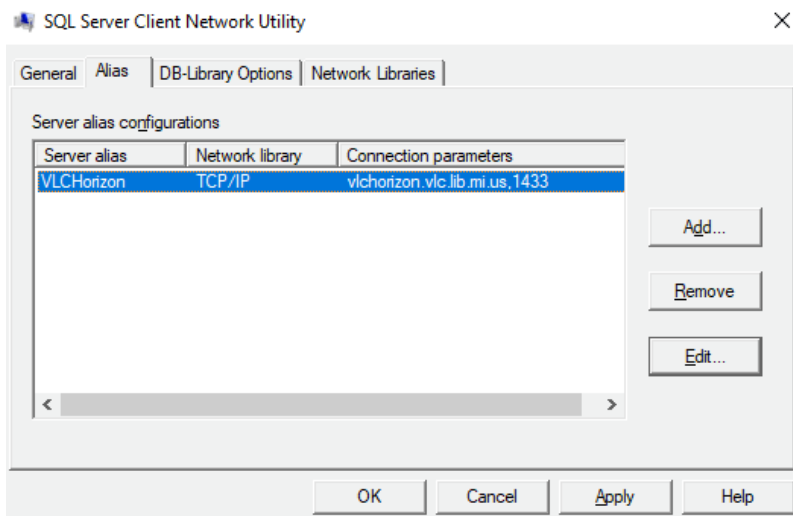 SQL Server Client Network Utility
General Alias DB-Library Options Network Libraries
Server alias configurations
Server alias Network library Connection parameters
VLCHorizon TCP/IP vlchorizon.vlc.lib.mi.us,1433
Add...
Remove
Edit...
OK Cancel Apply Help